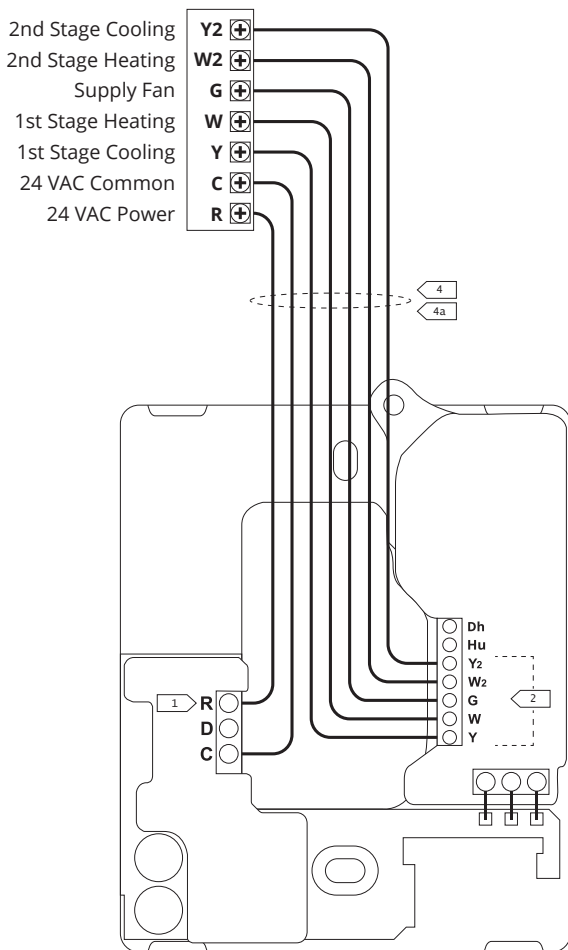 2nd Stage Cooling Y2
2nd Stage Heating W2
Supply Fan G
1st Stage Heating W
1st Stage Cooling Y
24 VAC Common C
24 VAC Power R
4
4a
Dh
Hu
Y2
W2
G
W
Y
2
1
R
D
C